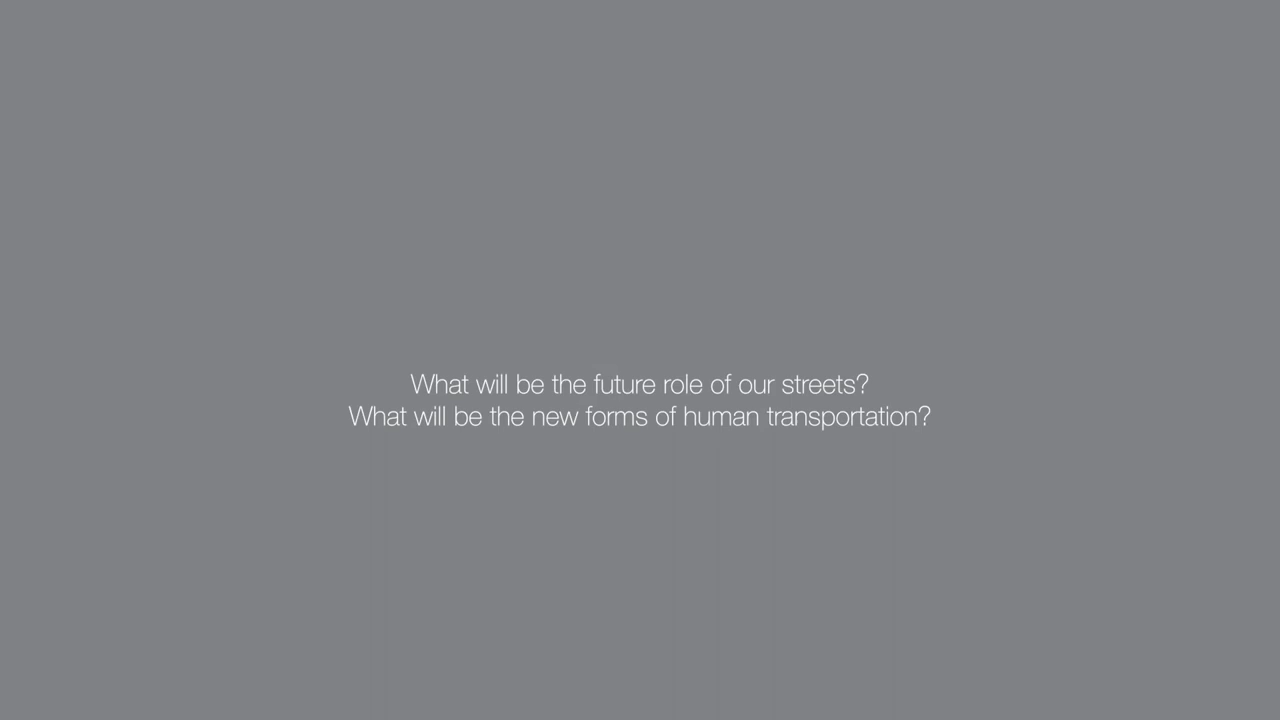 What will be the future role of our streets?
What will be the new forms of human transportation?